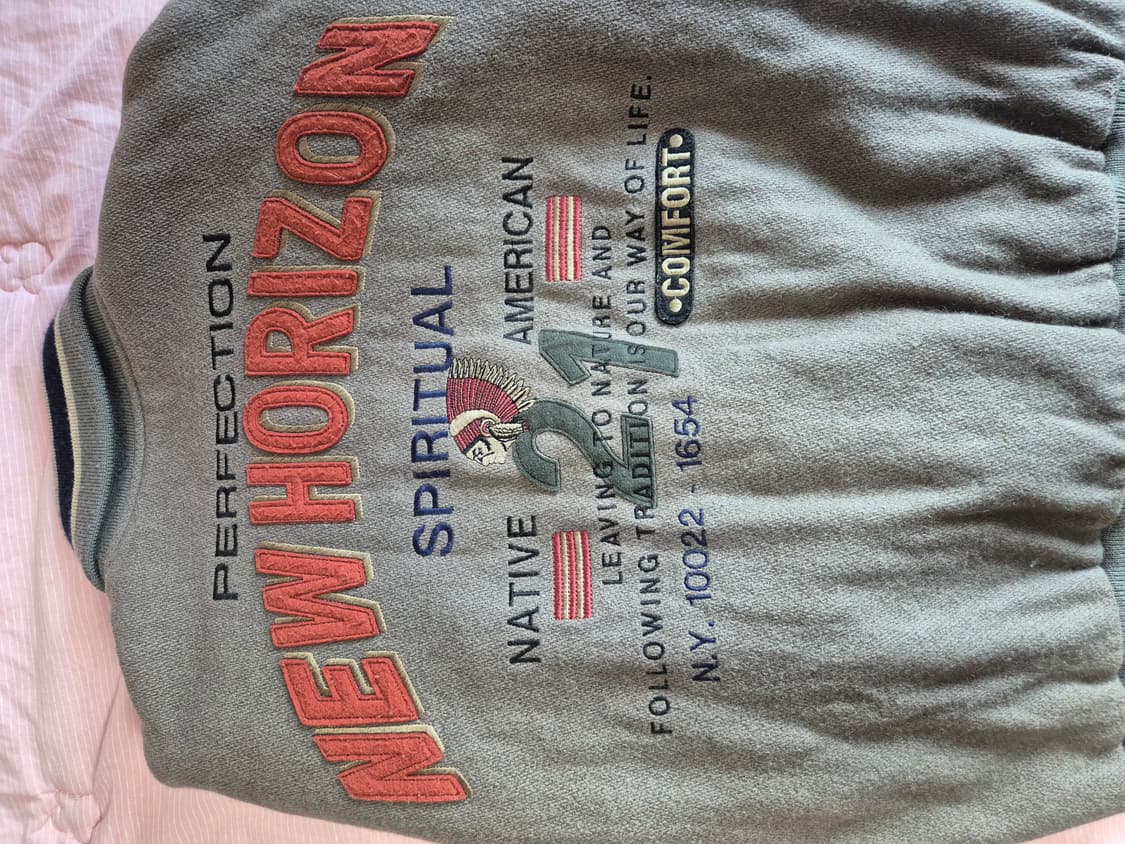 PERFECTION
NEW HORIZON
SPIRITUAL
NATIVE AMERICAN
21
LEAVING TO NATURE AND
FOLLOWING TRADITION IS OUR WAY OF LIFE.
N.Y. 10022 - 1654
•COMFORT•